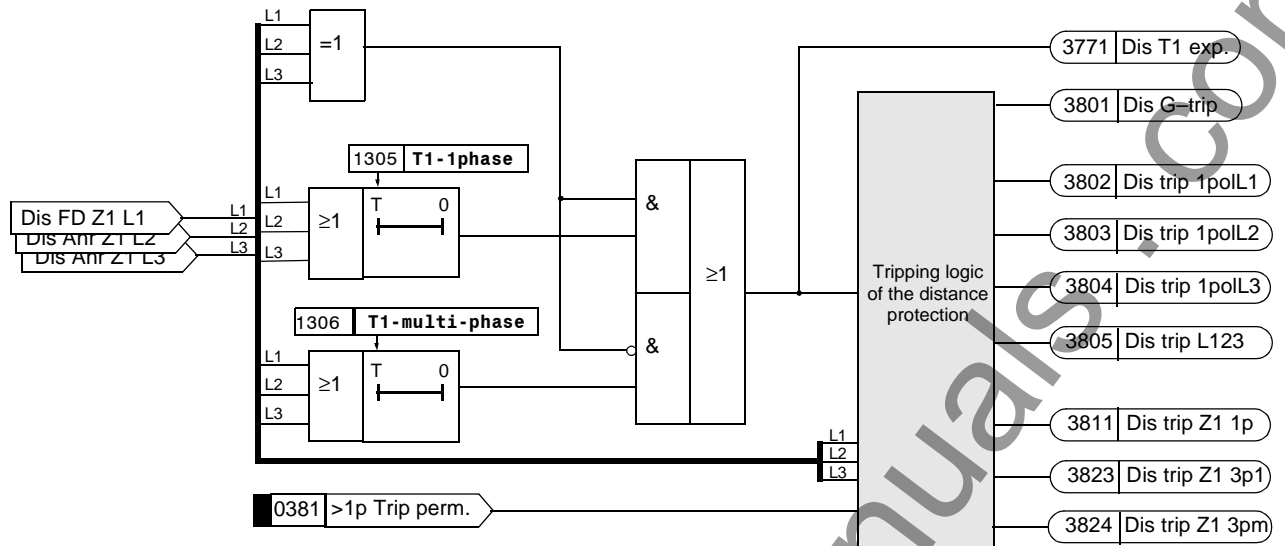 L1
L2
L3
=1
3771 Dis T1 exp.
3801 Dis G–trip
1305 T1-1phase
L1
L2
L3
≥1
T 0
&
3802 Dis trip 1polL1
Dis FD Z1 L1
Dis Anr Z1 L2
Dis Anr Z1 L3
L1
L2
L3
3803 Dis trip 1polL2
≥1
Tripping logic
of the distance
protection
3804 Dis trip 1polL3
1306 T1-multi-phase
&
3805 Dis trip L123
L1
L2
L3
≥1
T 0
3811 Dis trip Z1 1p
L1
L2
L3
3823 Dis trip Z1 3p1
0381 >1p Trip perm.
3824 Dis trip Z1 3pm
manuals . com